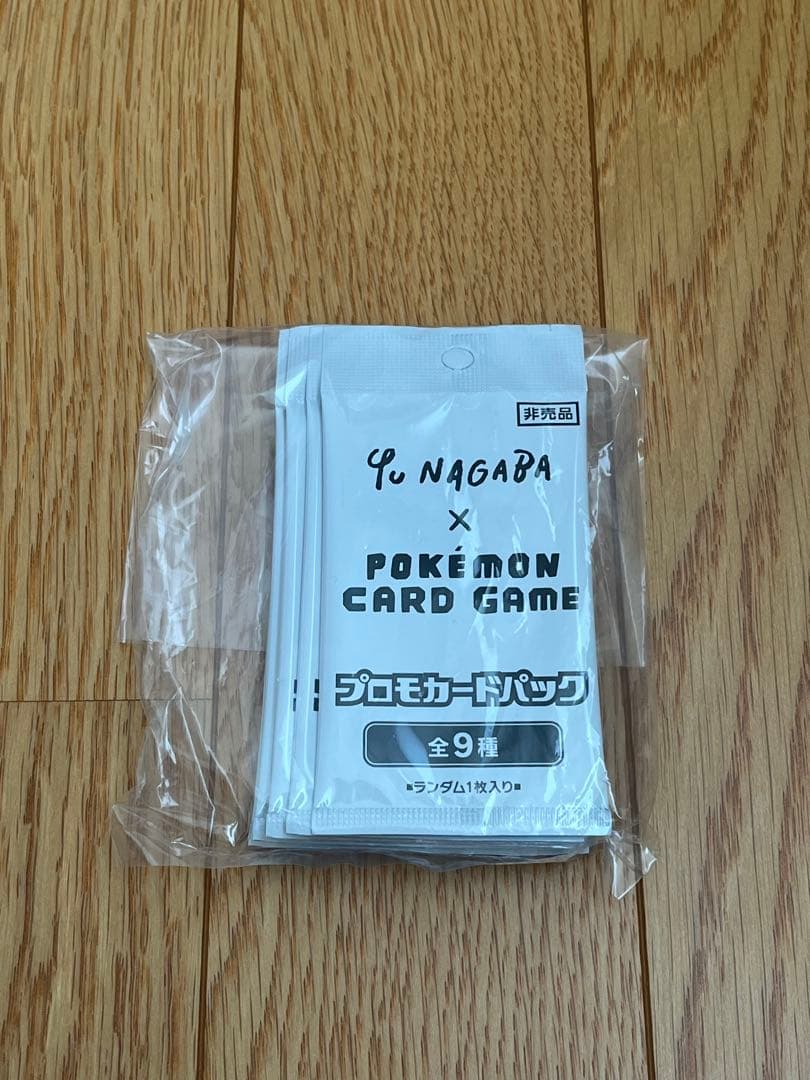 非売品
Yu NAGABA
×
POKÉMON
CARD GAME
プロモカードパック
全9種
■ランダム1枚入り■